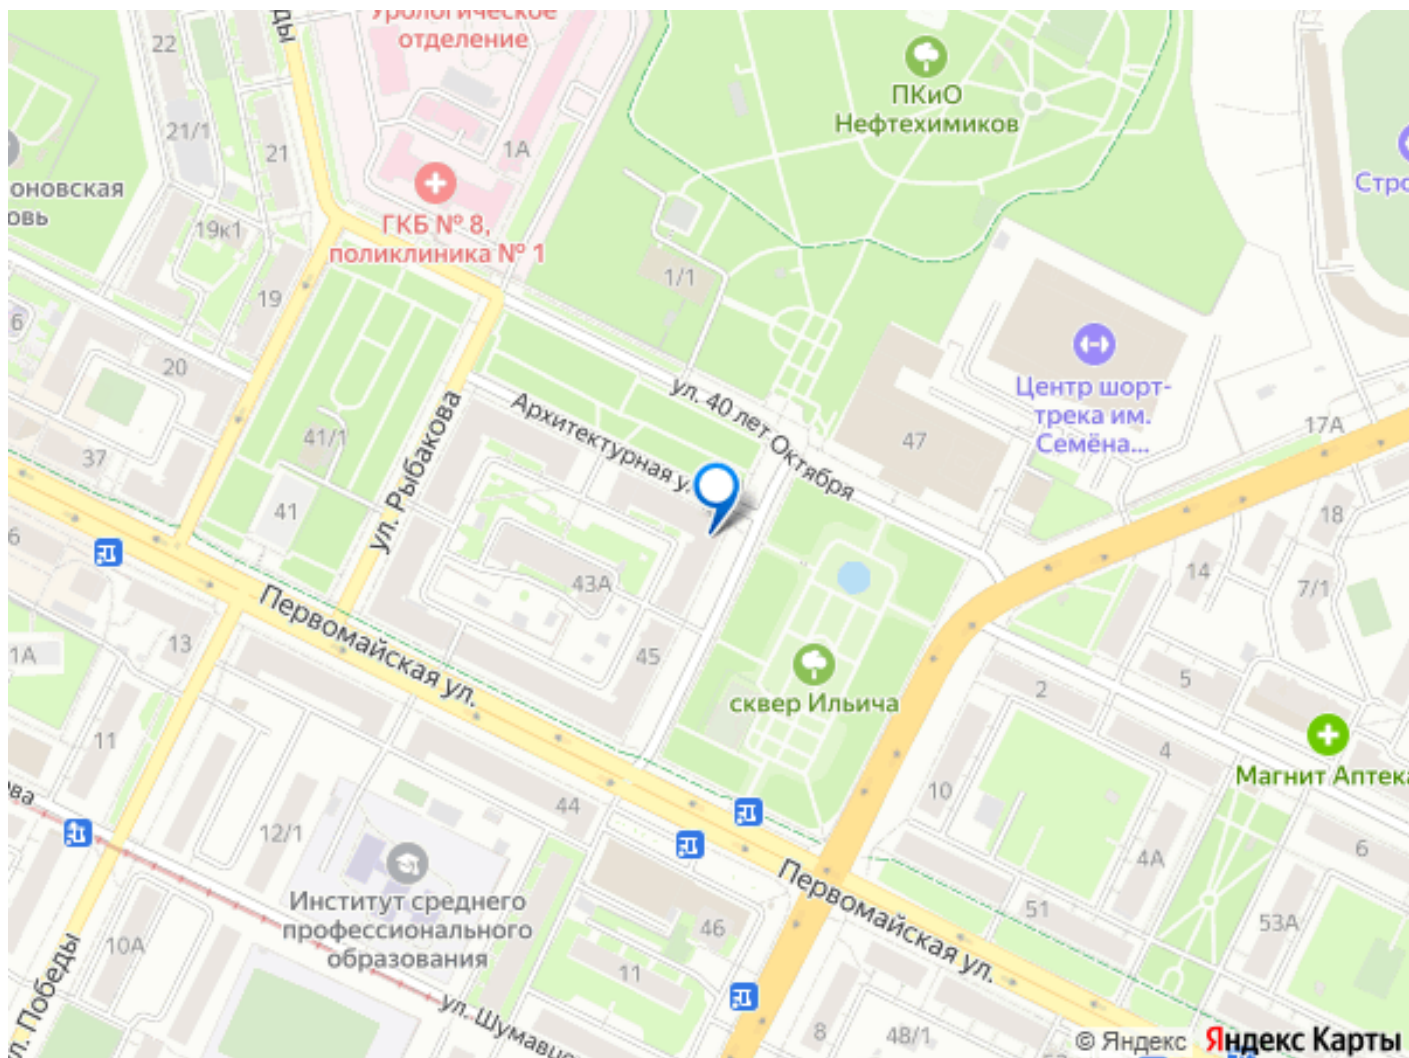 Урологическое
отделение
22
ды
ПКиО
Нефтехимиков
21/1
21
1А
Стро
оновская
овь
19к1
ГКБ № 8,
поликлиника № 1
1/1
19
6
20
ул. 40 лет Октября
Центр шорт-
трека им.
Семёна...
Архитектурная у
17А
41/1
ул. Рыбакова
47
37
41
18
6
43А
14
7/1
Первомайская ул.
13
1А
45
5
2
сквер Ильича
11
4
Магнит Аптека
ева
44
10
12/1
4А
6
Институт среднего
профессионального
образования
Первомайская ул.
51
53А
46
10А
11
л. Победы
ул. Шумавцо
8
48/1
© Яндекс Яндекс Карты